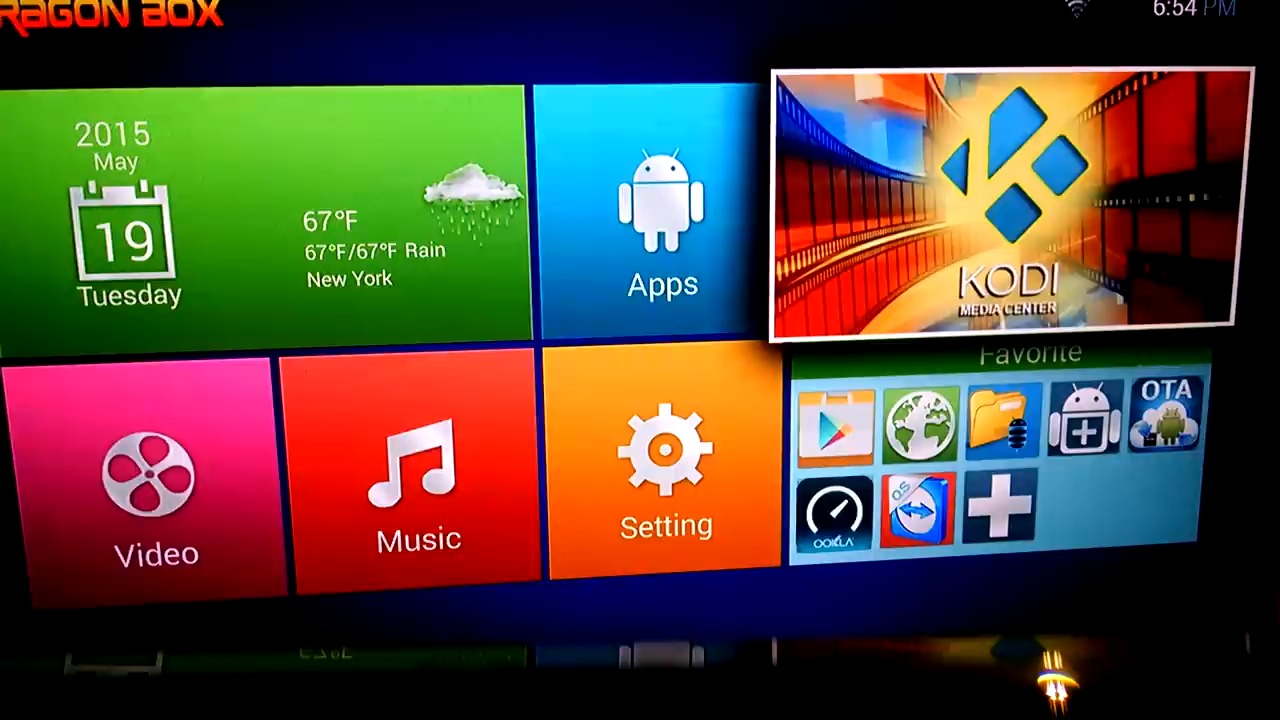 RAGON BOX
6:54 PM
2015
May
19
Tuesday
67°F
67°F/67°F Rain
New York
Apps
KODI
MEDIA CENTER
Favorite
OTA
Q.S
OOKLA
Video
Music
Setting